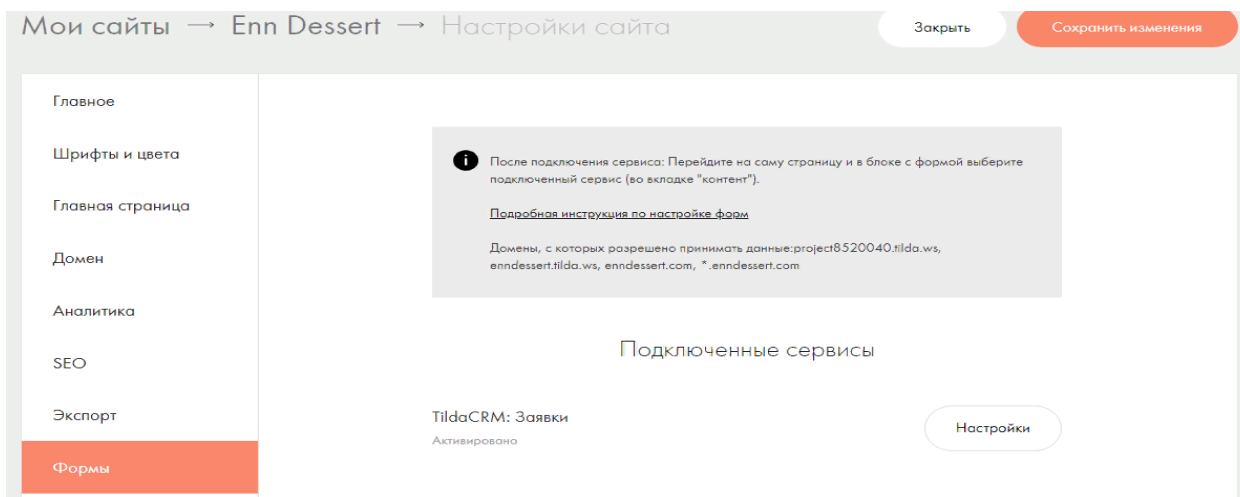 Мои сайты → Enn Dessert → Настройки сайта
Закрыть
Сохранить изменения
Главное
Шрифты и цвета
Главная страница
Домен
Аналитика
SEO
Экспорт
Формы
После подключения сервиса: Перейдите на саму страницу и в блоке с формой выберите
подключенный сервис (во вкладке "контент").
Подробная инструкция по настройке форм
Домены, с которых разрешено принимать данные:project8520040.tilda.ws,
enndessert.tilda.ws, enndessert.com, *.enndessert.com
Подключенные сервисы
TildaCRM: Заявки
Активировано
Настройки